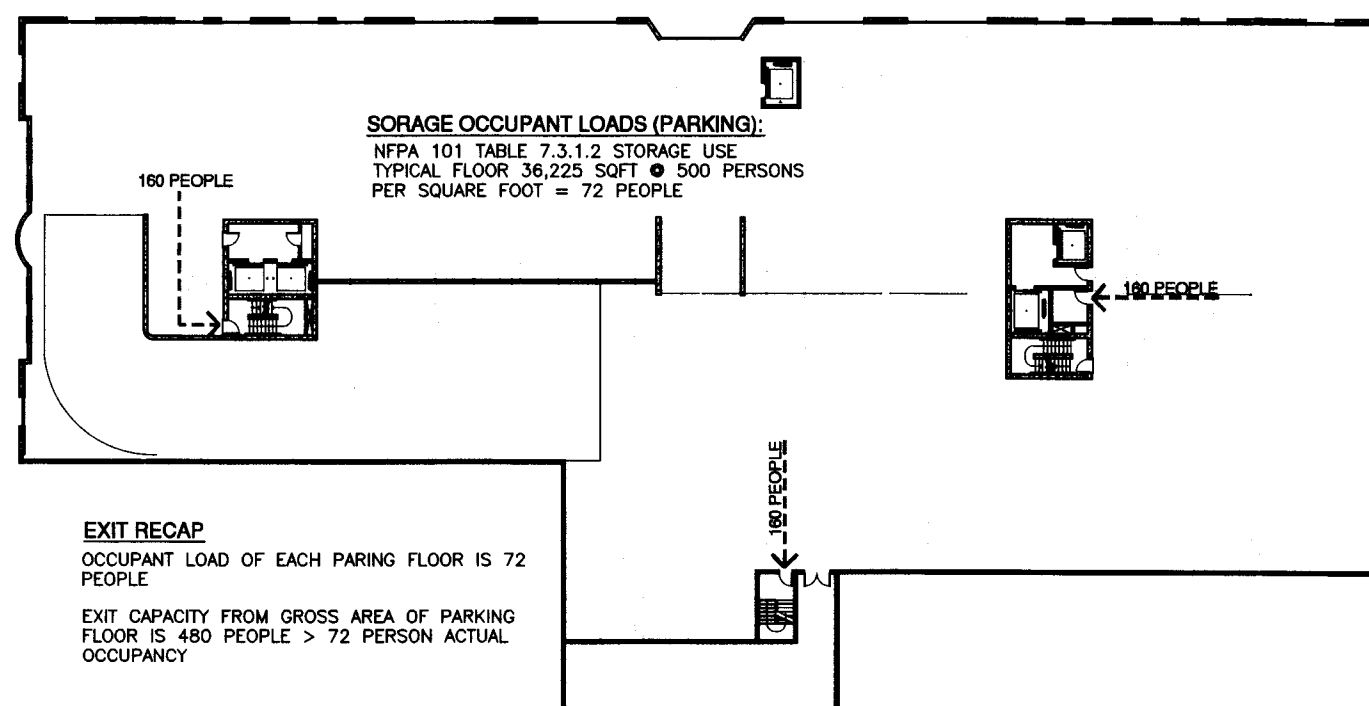 SORAGE OCCUPANT LOADS (PARKING):
NFPA 101 TABLE 7.3.1.2 STORAGE USE
TYPICAL FLOOR 36,225 SQFT @ 500 PERSONS
PER SQUARE FOOT = 72 PEOPLE
160 PEOPLE
160 PEOPLE
160 PEOPLE
EXIT RECAP
OCCUPANT LOAD OF EACH PARING FLOOR IS 72
PEOPLE
EXIT CAPACITY FROM GROSS AREA OF PARKING
FLOOR IS 480 PEOPLE > 72 PERSON ACTUAL
OCCUPANCY